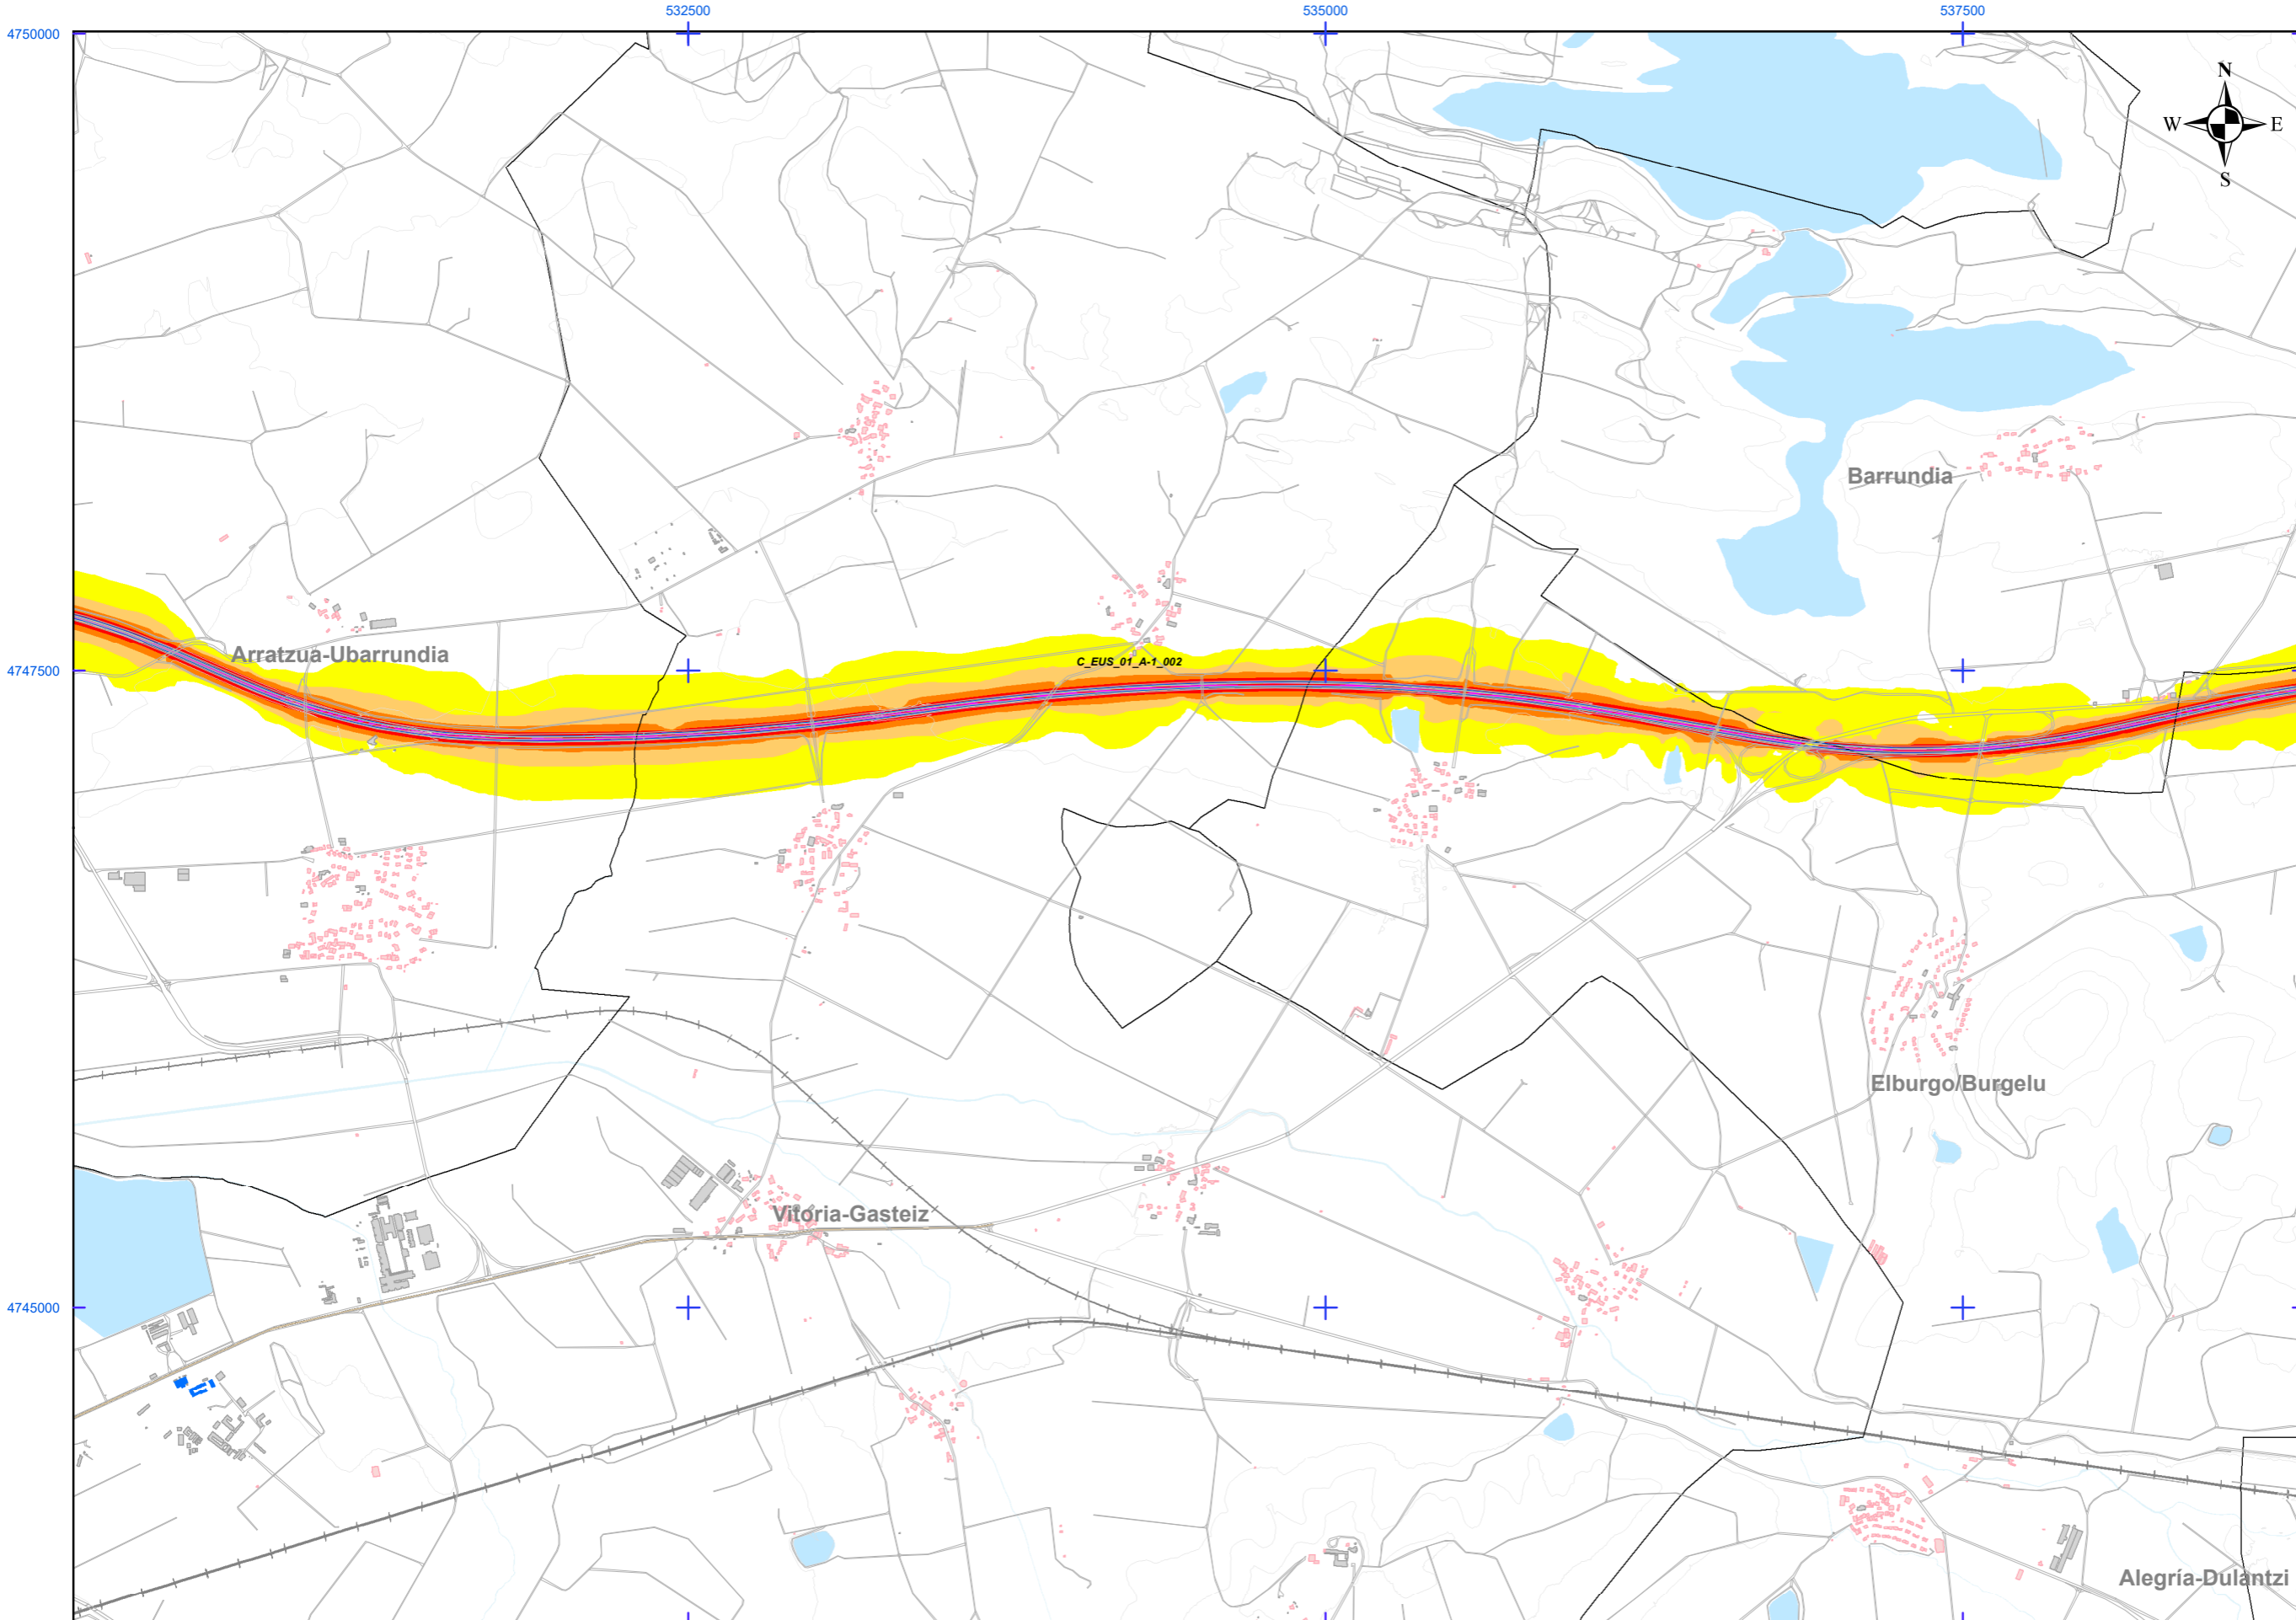 532500
535000
537500
4750000
N
W E
S
Barrundia
Arratzua-Ubarrundia
C_EUS_01_A-1_002
4747500
Elburgo/Burgelu
Vitoria-Gasteiz
4745000
Alegría-Dulantzi